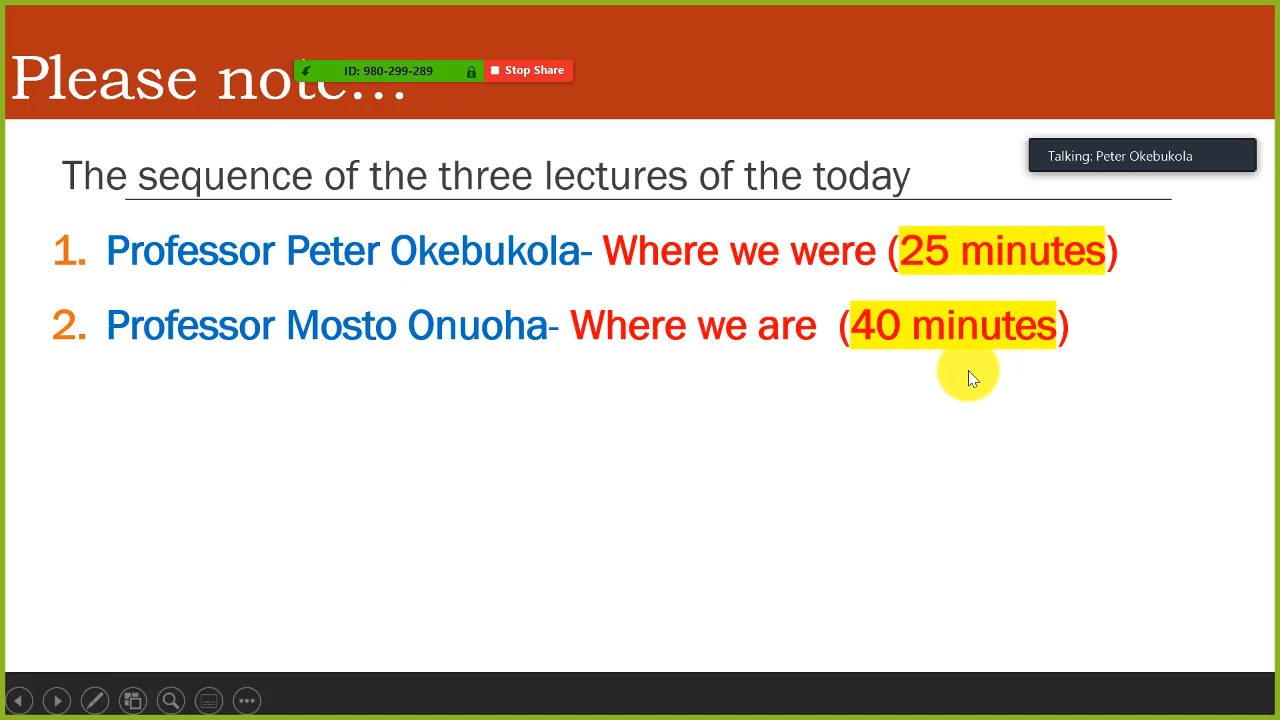 Please note...
ID: 980-299-289
Stop Share
Talking: Peter Okebukola
The sequence of the three lectures of the today
1. Professor Peter Okebukola- Where we were (25 minutes)
2. Professor Mosto Onuoha- Where we are (40 minutes)